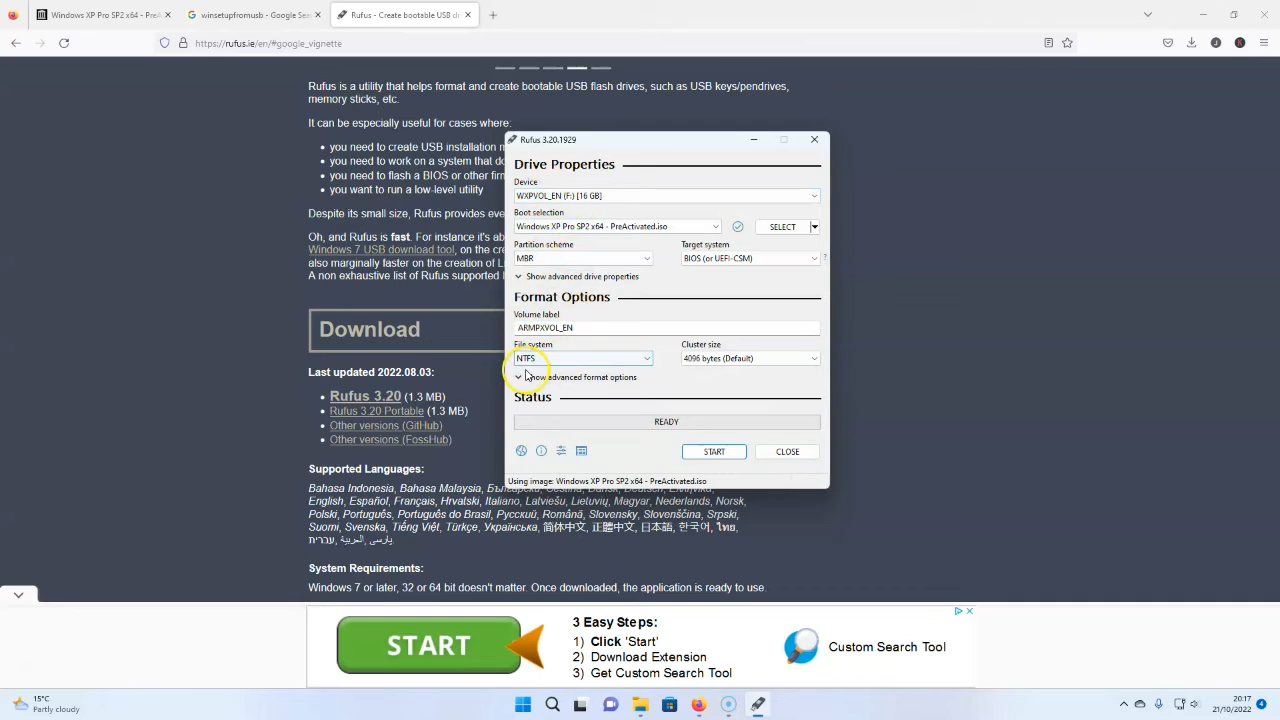 Windows XP Pro SP2 x64 - PreA
winsetupfromusb - Google Sea
Rufus - Create bootable USB dr
https://rufus.ie/en/#google_vignette
Rufus is a utility that helps format and create bootable USB flash drives, such as USB keys/pendrives,
memory sticks, etc.
It can be especially useful for cases where:
you need to create USB installation m
you need to work on a system that do
you need to flash a BIOS or other firm
you want to run a low-level utility
Despite its small size, Rufus provides eve
Oh, and Rufus is fast. For instance it's ab
Windows 7 USB download tool, on the cre
also marginally faster on the creation of L
A non exhaustive list of Rufus supported I
Download
Last updated 2022.08.03:
Rufus 3.20 (1.3 MB)
Rufus 3.20 Portable (1.3 MB)
Other versions (GitHub)
Other versions (FossHub)
Supported Languages:
Bahasa Indonesia, Bahasa Malaysia, Български, Čeština, Dansk, Deutsch, Ελληνικά,
English, Español, Français, Hrvatski, Italiano, Latviešu, Lietuvių, Magyar, Nederlands, Norsk,
Polski, Português, Português do Brasil, Русский, Română, Slovensky, Slovenščina, Srpski,
Suomi, Svenska, Tiếng Việt, Türkçe, Українська, 简体中文, 正體中文, 日本語, 한국어, ไทย,
עברית, العربية, پارسی.
System Requirements:
Windows 7 or later, 32 or 64 bit doesn't matter. Once downloaded, the application is ready to use.
Rufus 3.20.1929
Drive Properties
Device
WXPVOL_EN (F:) [16 GB]
Boot selection
Windows XP Pro SP2 x64 - PreActivated.iso
SELECT
Partition scheme
Target system
MBR
BIOS (or UEFI-CSM)
?
Show advanced drive properties
Format Options
Volume label
ARMPXVOL_EN
File system
Cluster size
NTFS
4096 bytes (Default)
Show advanced format options
Status
READY
START
CLOSE
Using image: Windows XP Pro SP2 x64 - PreActivated.iso
START
3 Easy Steps:
1) Click 'Start'
2) Download Extension
3) Get Custom Search Tool
Custom Search Tool
15°C
Partly cloudy
20:17
21/10/2022
4